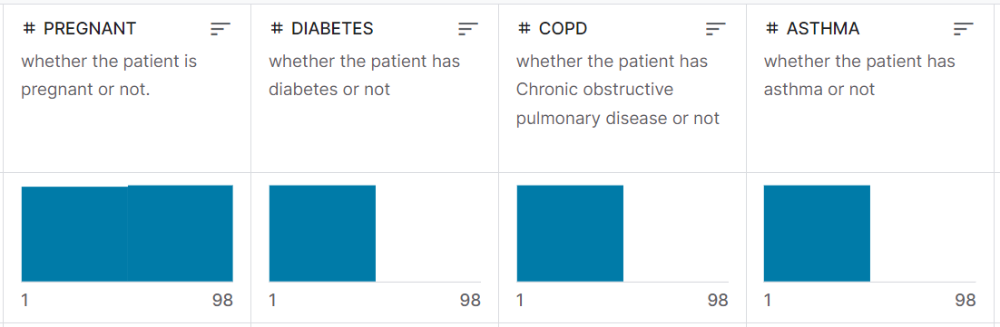 # PREGNANT
whether the patient is
pregnant or not.
1 98
# DIABETES
whether the patient has
diabetes or not
1 98
# COPD
whether the patient has
Chronic obstructive
pulmonary disease or not
1 98
# ASTHMA
whether the patient has
asthma or not
1 98